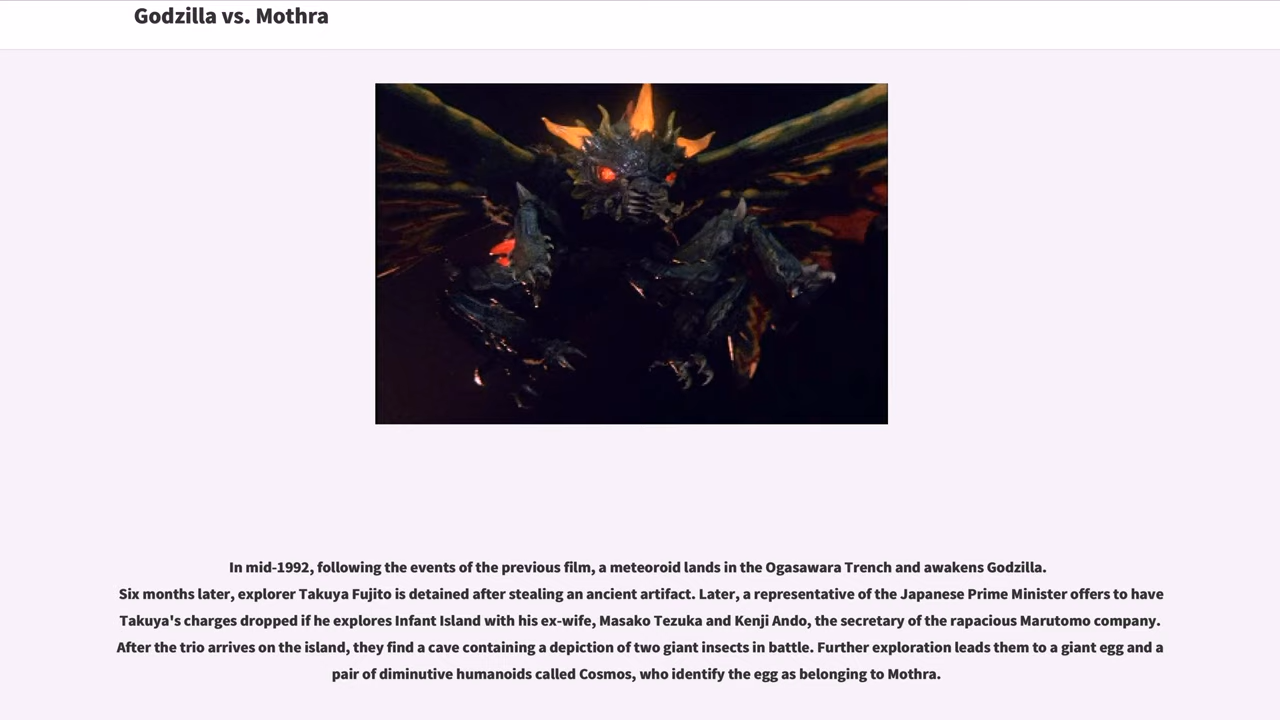 Godzilla vs. Mothra
In mid-1992, following the events of the previous film, a meteoroid lands in the Ogasawara Trench and awakens Godzilla.
Six months later, explorer Takuya Fujito is detained after stealing an ancient artifact. Later, a representative of the Japanese Prime Minister offers to have
Takuya's charges dropped if he explores Infant Island with his ex-wife, Masako Tezuka and Kenji Ando, the secretary of the rapacious Marutomo company.
After the trio arrives on the island, they find a cave containing a depiction of two giant insects in battle. Further exploration leads them to a giant egg and a
pair of diminutive humanoids called Cosmos, who identify the egg as belonging to Mothra.